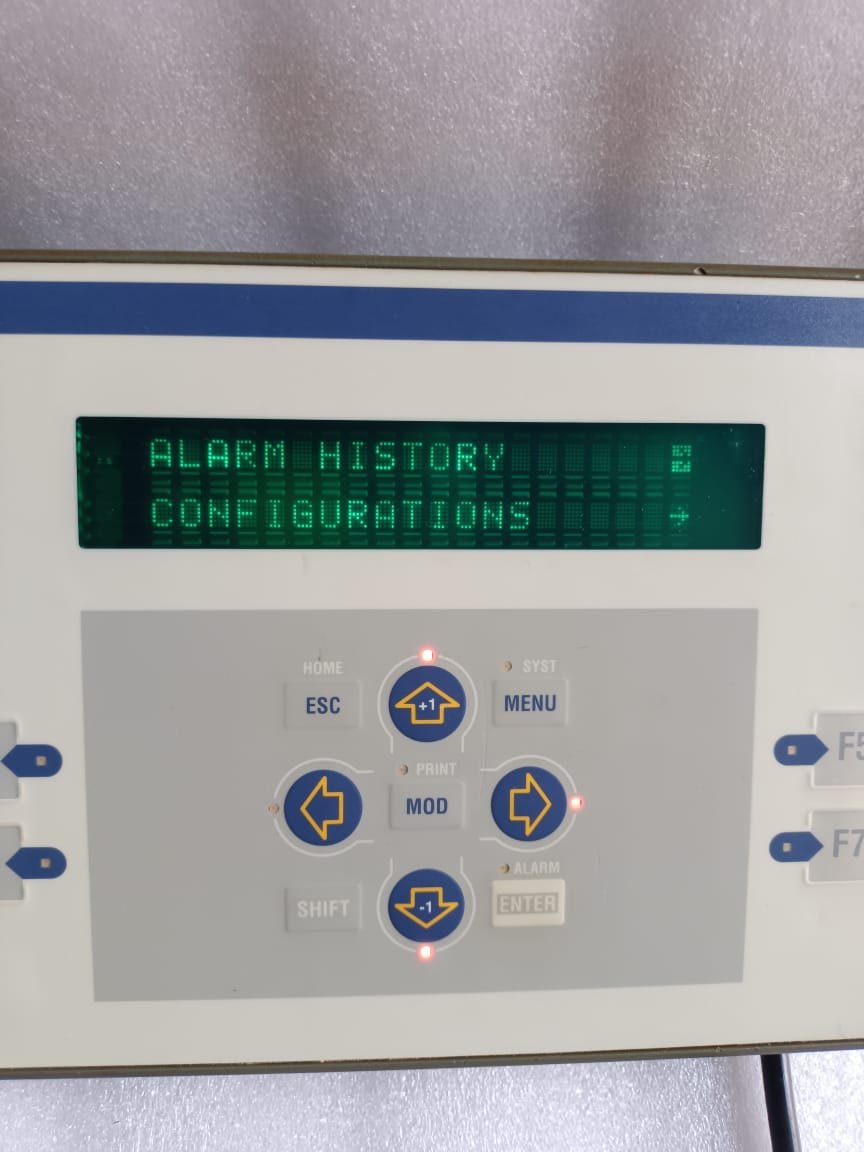 ALARM HISTORY
CONFIGURATIONS →
HOME
ESC
+1
SYST
MENU
PRINT
MOD
SHIFT
-1
ALARM
ENTER
F5
F7